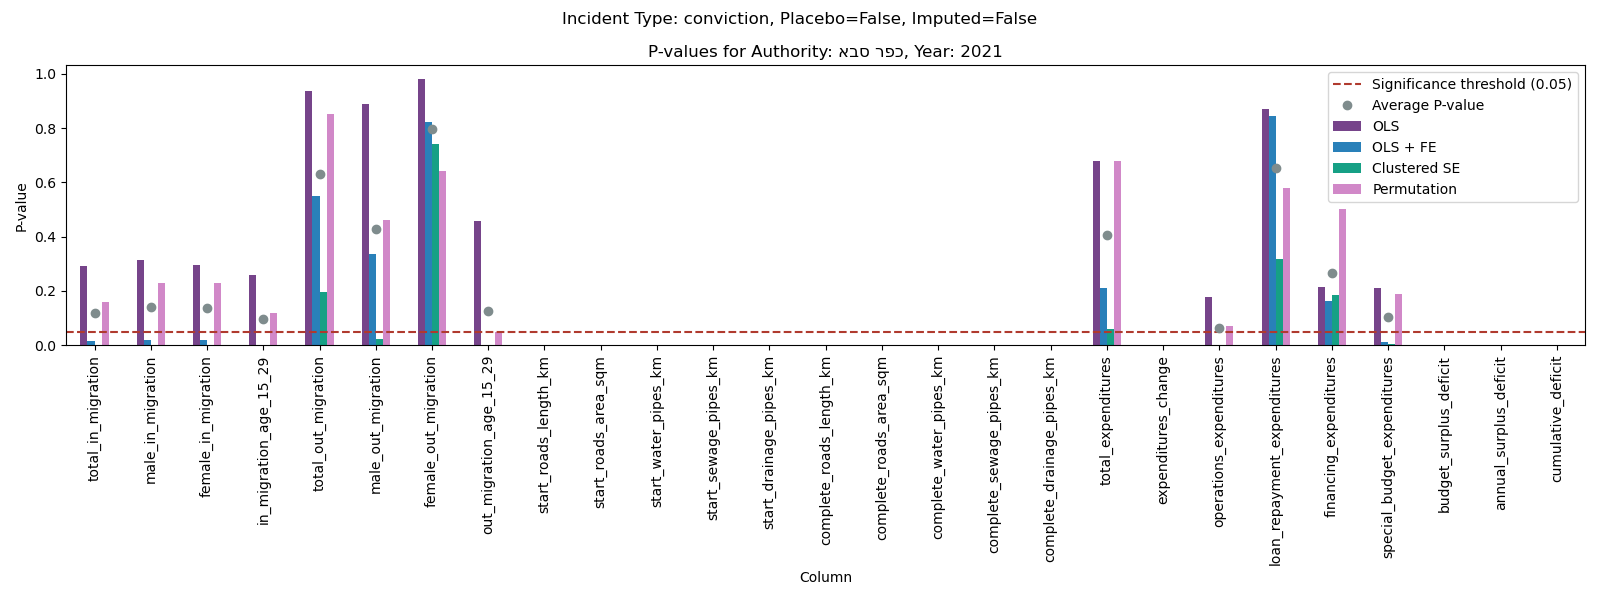 Incident Type: conviction, Placebo=False, Imputed=False
P-values for Authority: כפר סבא, Year: 2021
P-value
1.0
0.8
0.6
0.4
0.2
0.0
Significance threshold (0.05)
Average P-value
OLS
OLS + FE
Clustered SE
Permutation
total_in_migration
male_in_migration
female_in_migration
in_migration_age_15_29
total_out_migration
male_out_migration
female_out_migration
out_migration_age_15_29
start_roads_length_km
start_roads_area_sqm
start_water_pipes_km
start_sewage_pipes_km
start_drainage_pipes_km
complete_roads_length_km
complete_roads_area_sqm
complete_water_pipes_km
complete_sewage_pipes_km
complete_drainage_pipes_km
total_expenditures
expenditures_change
operations_expenditures
loan_repayment_expenditures
financing_expenditures
special_budget_expenditures
budget_surplus_deficit
annual_surplus_deficit
cumulative_deficit
Column